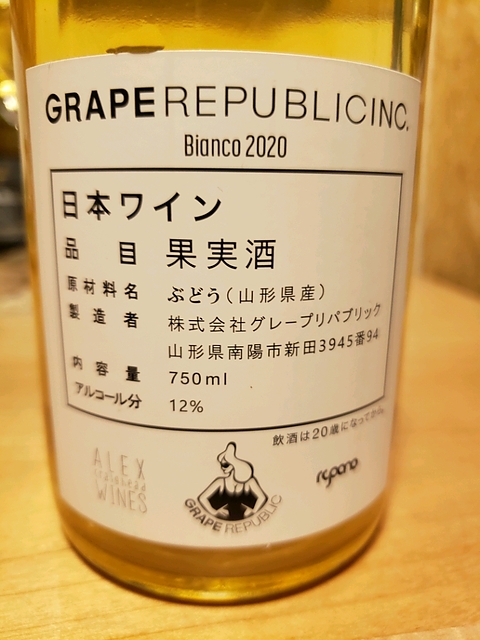 GRAPEREPUBLICINC.
Bianco 2020
日本ワイン
品 目 果実酒
原材料名 ぶどう(山形県産)
製造者 株式会社グレープリパブリック
山形県南陽市新田3945番94
内容量 750ml
アルコール分 12%
飲酒は20歳になってから。
ALEX
WINES
GRAPE REPUBLIC